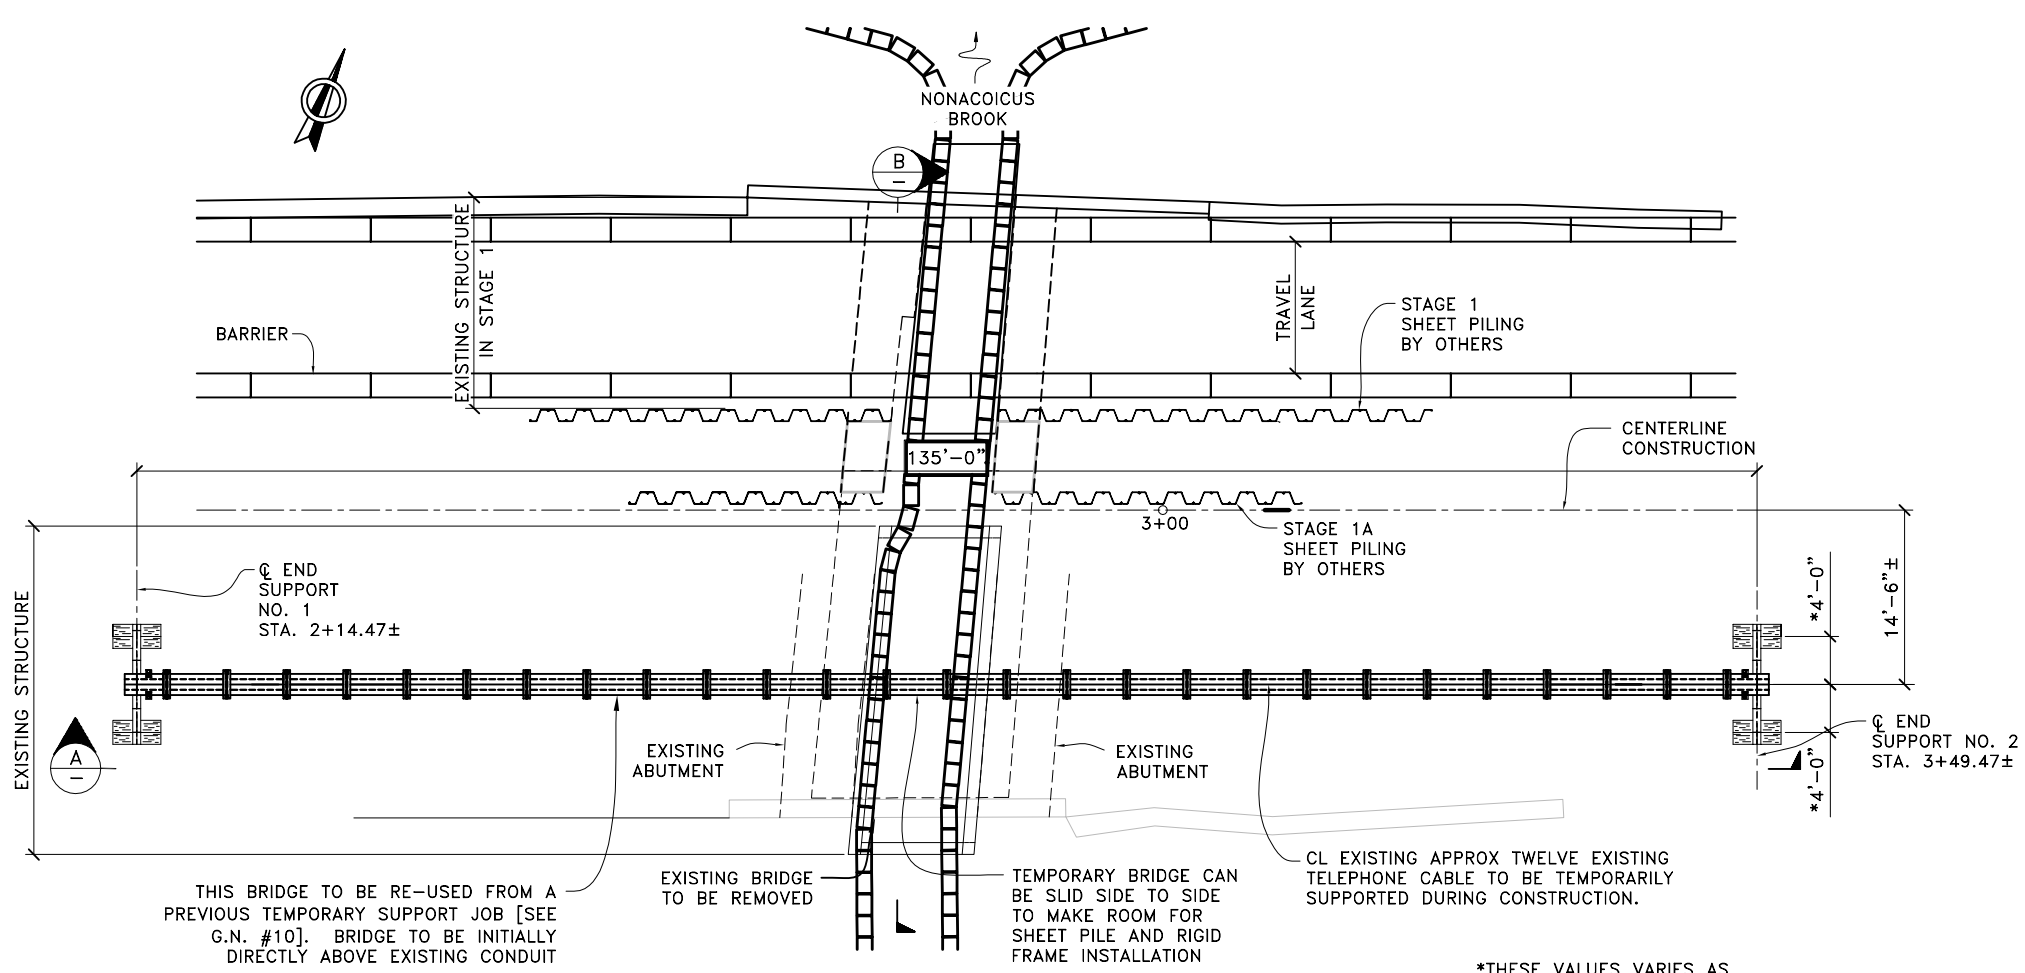 NONACOICUS
BROOK
B
–
EXISTING STRUCTURE
IN STAGE 1
TRAVEL
LANE
STAGE 1
SHEET PILING
BY OTHERS
BARRIER
CENTERLINE
CONSTRUCTION
135'-0"
3+00
STAGE 1A
SHEET PILING
BY OTHERS
℄ END
SUPPORT
NO. 1
STA. 2+14.47±
*4'-0"
14'-6"±
EXISTING STRUCTURE
A
–
EXISTING
ABUTMENT
EXISTING
ABUTMENT
℄ END
SUPPORT NO. 2
STA. 3+49.47±
*4'-0"
THIS BRIDGE TO BE RE-USED FROM A
PREVIOUS TEMPORARY SUPPORT JOB [SEE
G.N. #10]. BRIDGE TO BE INITIALLY
DIRECTLY ABOVE EXISTING CONDUIT
EXISTING BRIDGE
TO BE REMOVED
TEMPORARY BRIDGE CAN
BE SLID SIDE TO SIDE
TO MAKE ROOM FOR
SHEET PILE AND RIGID
FRAME INSTALLATION
CL EXISTING APPROX TWELVE EXISTING
TELEPHONE CABLE TO BE TEMPORARILY
SUPPORTED DURING CONSTRUCTION.
*THESE VALUES VARIES AS